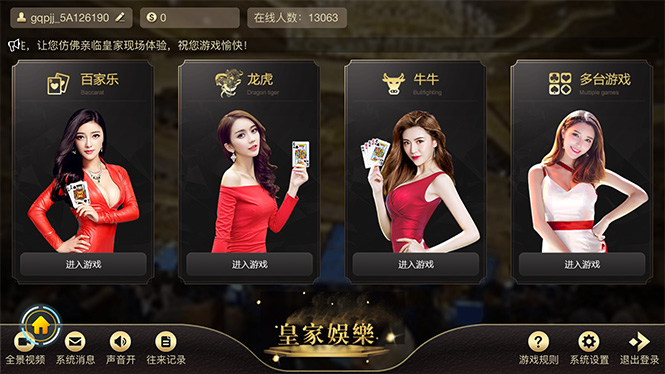 gqpjj_5A126190
0
在线人数：13063
E，让您仿佛亲临皇家现场体验，祝您游戏愉快！
百家乐
Baccarat
龙虎
Dragon tiger
牛牛
Bullfighting
多台游戏
Multiple games
进入游戏
进入游戏
进入游戏
进入游戏
皇家娛樂
全景视频
系统消息
声音开
往来记录
游戏规则
系统设置
退出登录